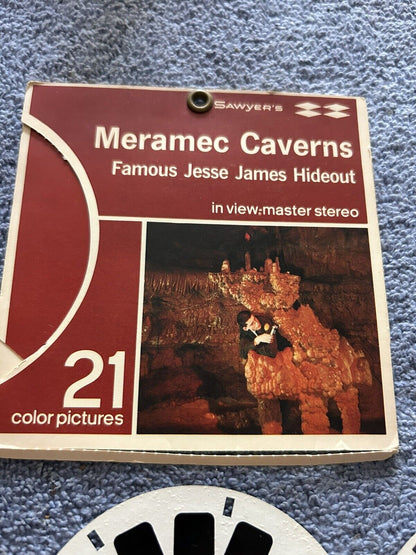 SAWYER'S
Meramec Caverns
Famous Jesse James Hideout
in view-master stereo
21
color pictures